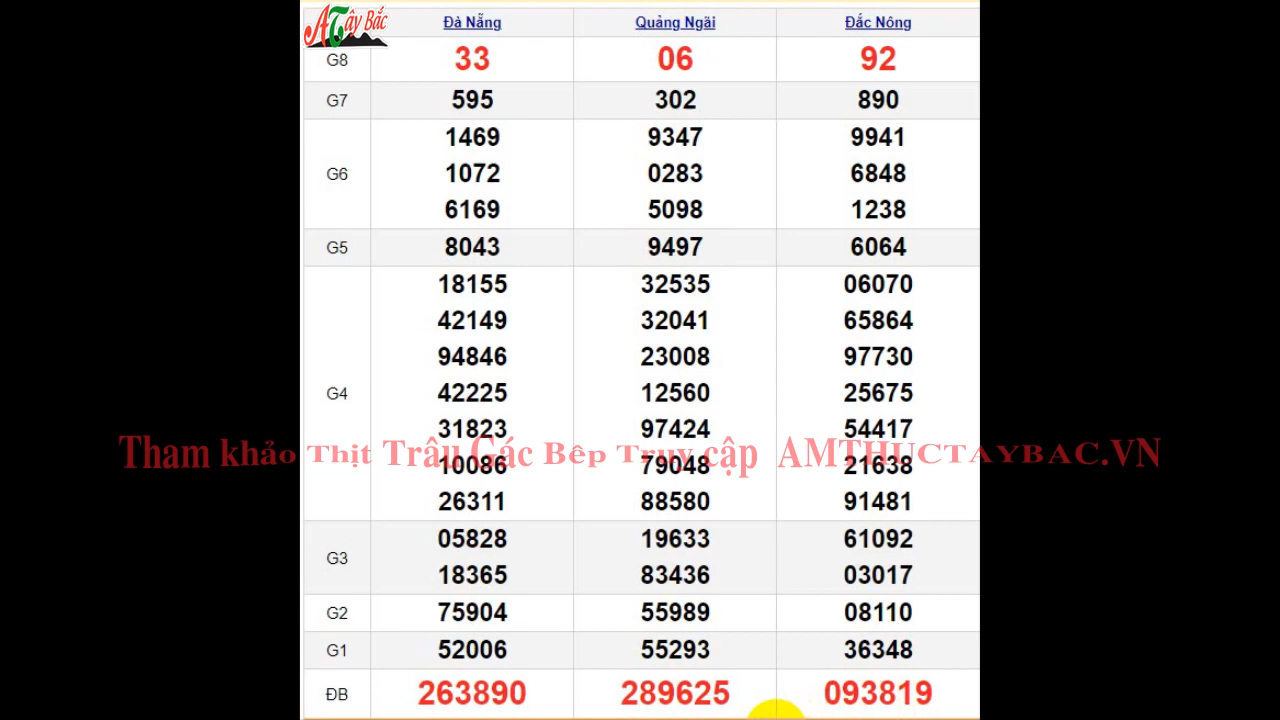 ATây Bắc
Đà Nẵng Quảng Ngãi Đắc Nông
G8 33 06 92
G7 595 302 890
1469 9347 9941
G6 1072 0283 6848
6169 5098 1238
G5 8043 9497 6064
18155 32535 06070
42149 32041 65864
94846 23008 97730
G4 42225 12560 25675
31823 97424 54417
Tham khảo Thịt Trâu Gác Bếp Truy cập AMTHUCTAYBAC.VN
10086 79048 21638
26311 88580 91481
05828 19633 61092
G3 18365 83436 03017
G2 75904 55989 08110
G1 52006 55293 36348
ĐB 263890 289625 093819